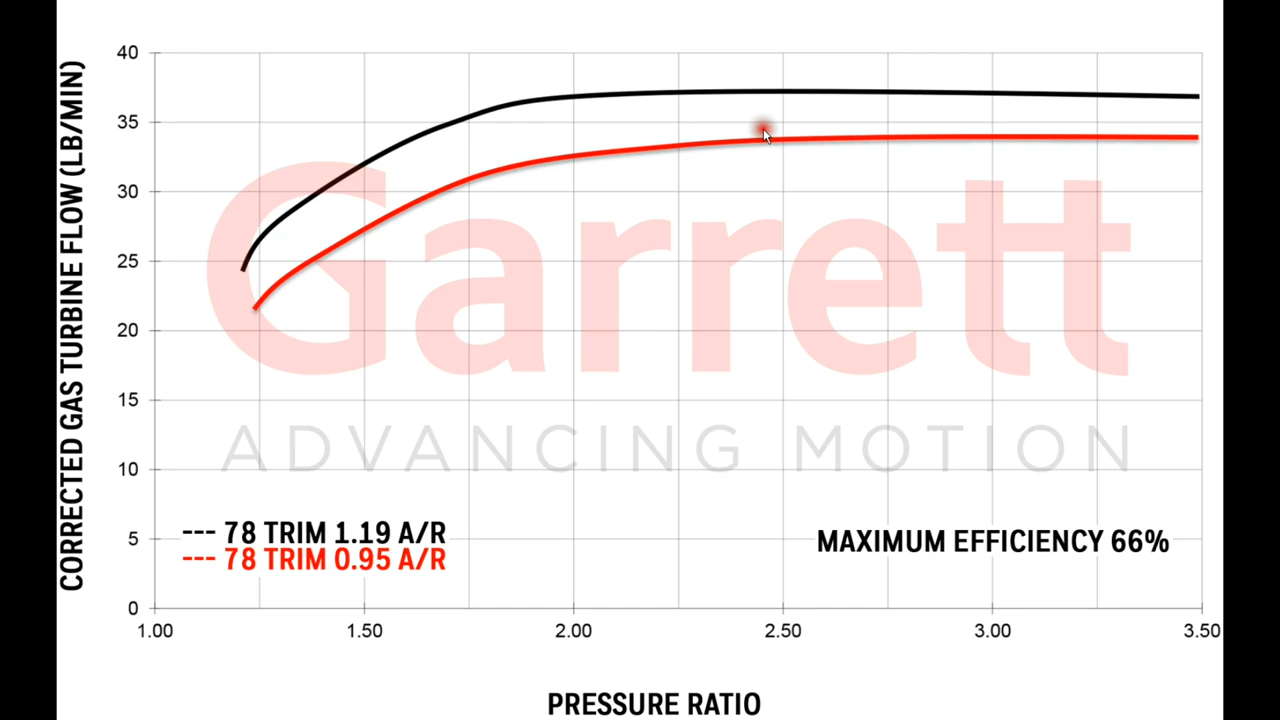 CORRECTED GAS TURBINE FLOW (LB/MIN)
40
35
30
25
20
15
10
5
0
Garrett
ADVANCING MOTION
--- 78 TRIM 1.19 A/R
--- 78 TRIM 0.95 A/R
MAXIMUM EFFICIENCY 66%
1.00 1.50 2.00 2.50 3.00 3.50
PRESSURE RATIO